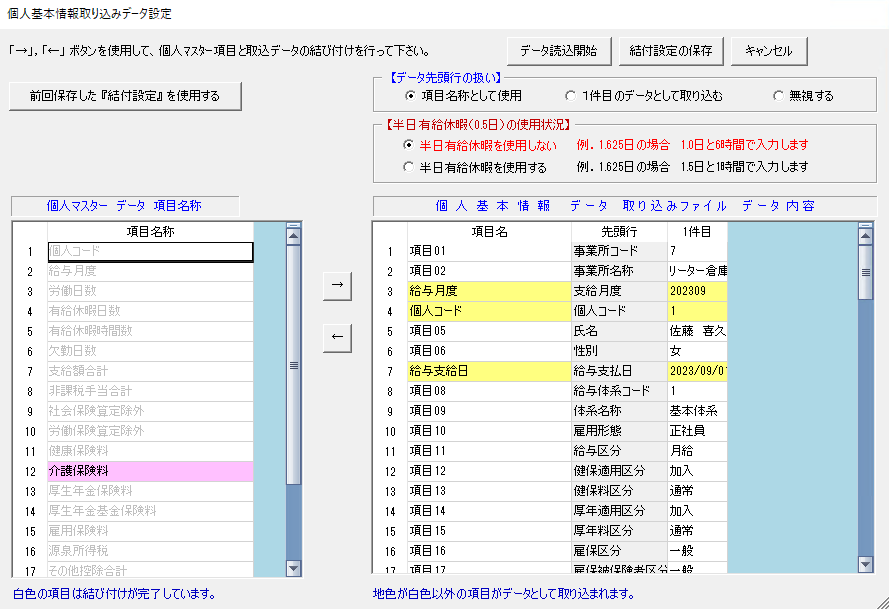 個人基本情報取り込みデータ設定
「→」,「←」ボタンを使用して、個人マスター項目と取込データの結び付けを行って下さい。
データ読込開始
結付設定の保存
キャンセル
前回保存した『結付設定』を使用する
【データ先頭行の扱い】
項目名称として使用
1件目のデータとして取り込む
無視する
【半日有給休暇(0.5日)の使用状況】
半日有給休暇を使用しない 例．1.625日の場合 1.0日と6時間で入力します
半日有給休暇を使用する 例．1.625日の場合 1.5日と1時間で入力します
個人マスター データ 項目名称
項目名称
1 個人コード
2 給与月度
3 労働日数
4 有給休暇日数
5 有給休暇時間数
6 欠勤日数
7 支給額合計
8 非課税手当合計
9 社会保険算定除外
10 労働保険算定除外
11 健康保険料
12 介護保険料
13 厚生年金保険料
14 厚生年金基金保険料
15 雇用保険料
16 源泉所得税
17 その他控除合計
→
←
個 人 基 本 情 報 データ 取り込みファイル データ内容
項目名 先頭行 1件目
1 項目01 事業所コード 7
2 項目02 事業所名称 リーター倉庫
3 給与月度 支給月度 202309
4 個人コード 個人コード 1
5 項目05 氏名 佐藤 喜久
6 項目06 性別 女
7 給与支給日 給与支払日 2023/09/01
8 項目08 給与体系コード 1
9 項目09 体系名称 基本体系
10 項目10 雇用形態 正社員
11 項目11 給与区分 月給
12 項目12 健保適用区分 加入
13 項目13 健保料区分 通常
14 項目14 厚年適用区分 加入
15 項目15 厚年料区分 通常
16 項目16 雇保区分 一般
17 項目17 雇保被保険者区分 一般
白色の項目は結び付けが完了しています。
地色が白色以外の項目がデータとして取り込まれます。